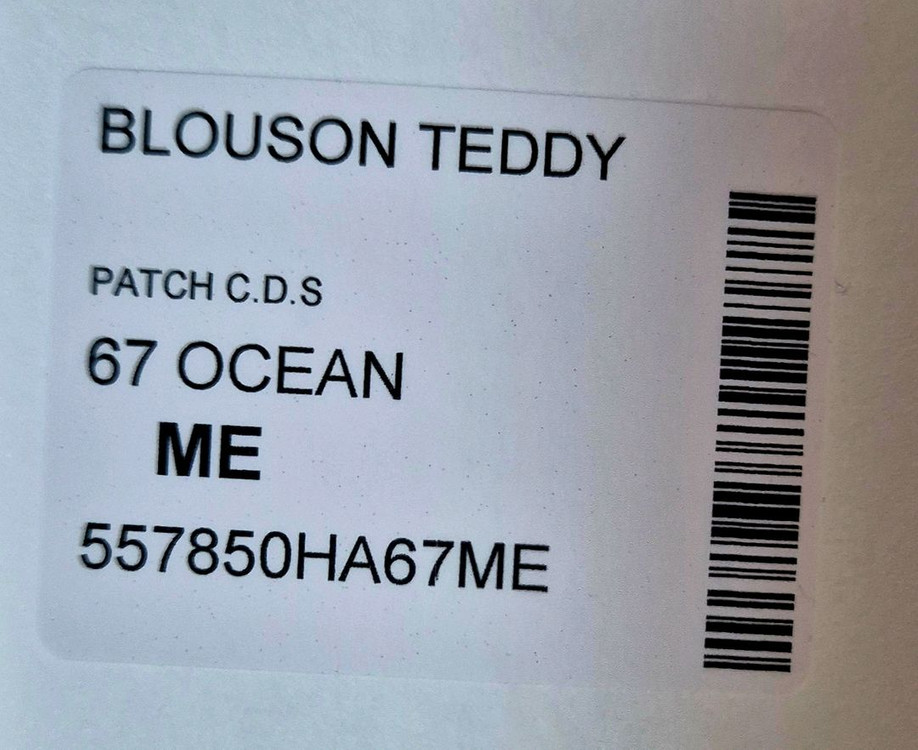 BLOUSON TEDDY
PATCH C.D.S
67 OCEAN
ME
557850HA67ME